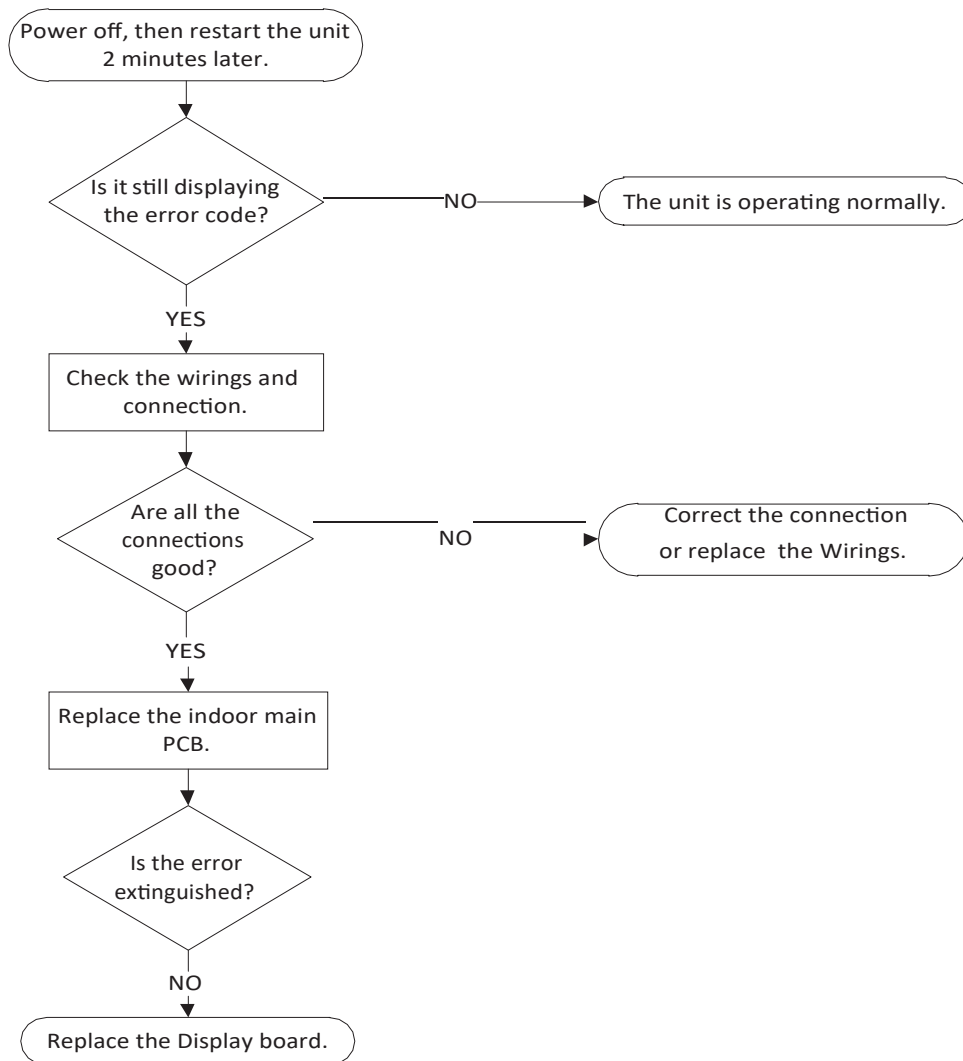 Power off, then restart the unit
2 minutes later.
Is it still displaying
the error code?
NO
The unit is operating normally.
YES
Check the wirings and
connection.
Are all the
connections
good?
NO
Correct the connection
or replace the Wirings.
YES
Replace the indoor main
PCB.
Is the error
extinguished?
NO
Replace the Display board.